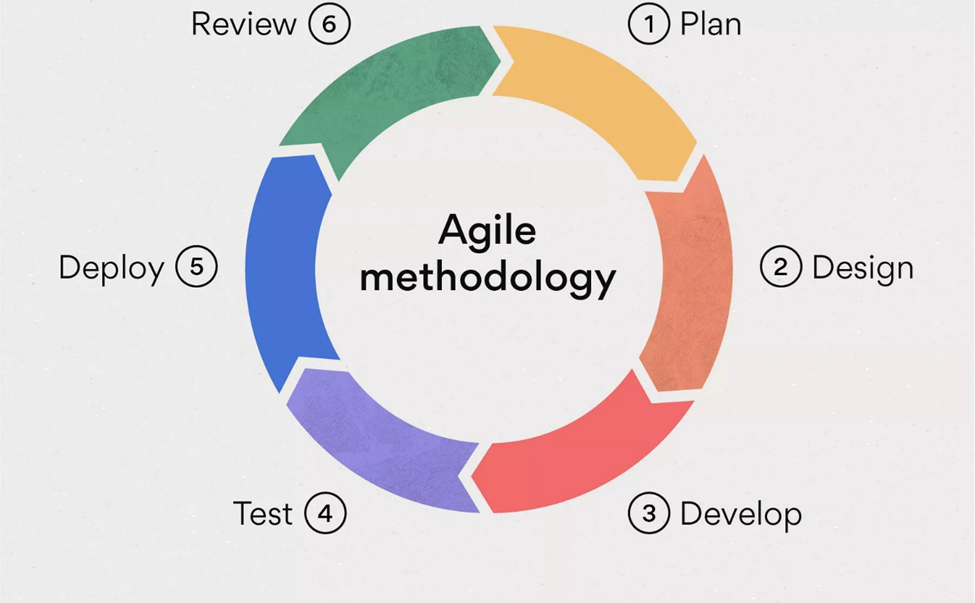 Review 6
1 Plan
Agile
methodology
Deploy 5
2 Design
Test 4
3 Develop